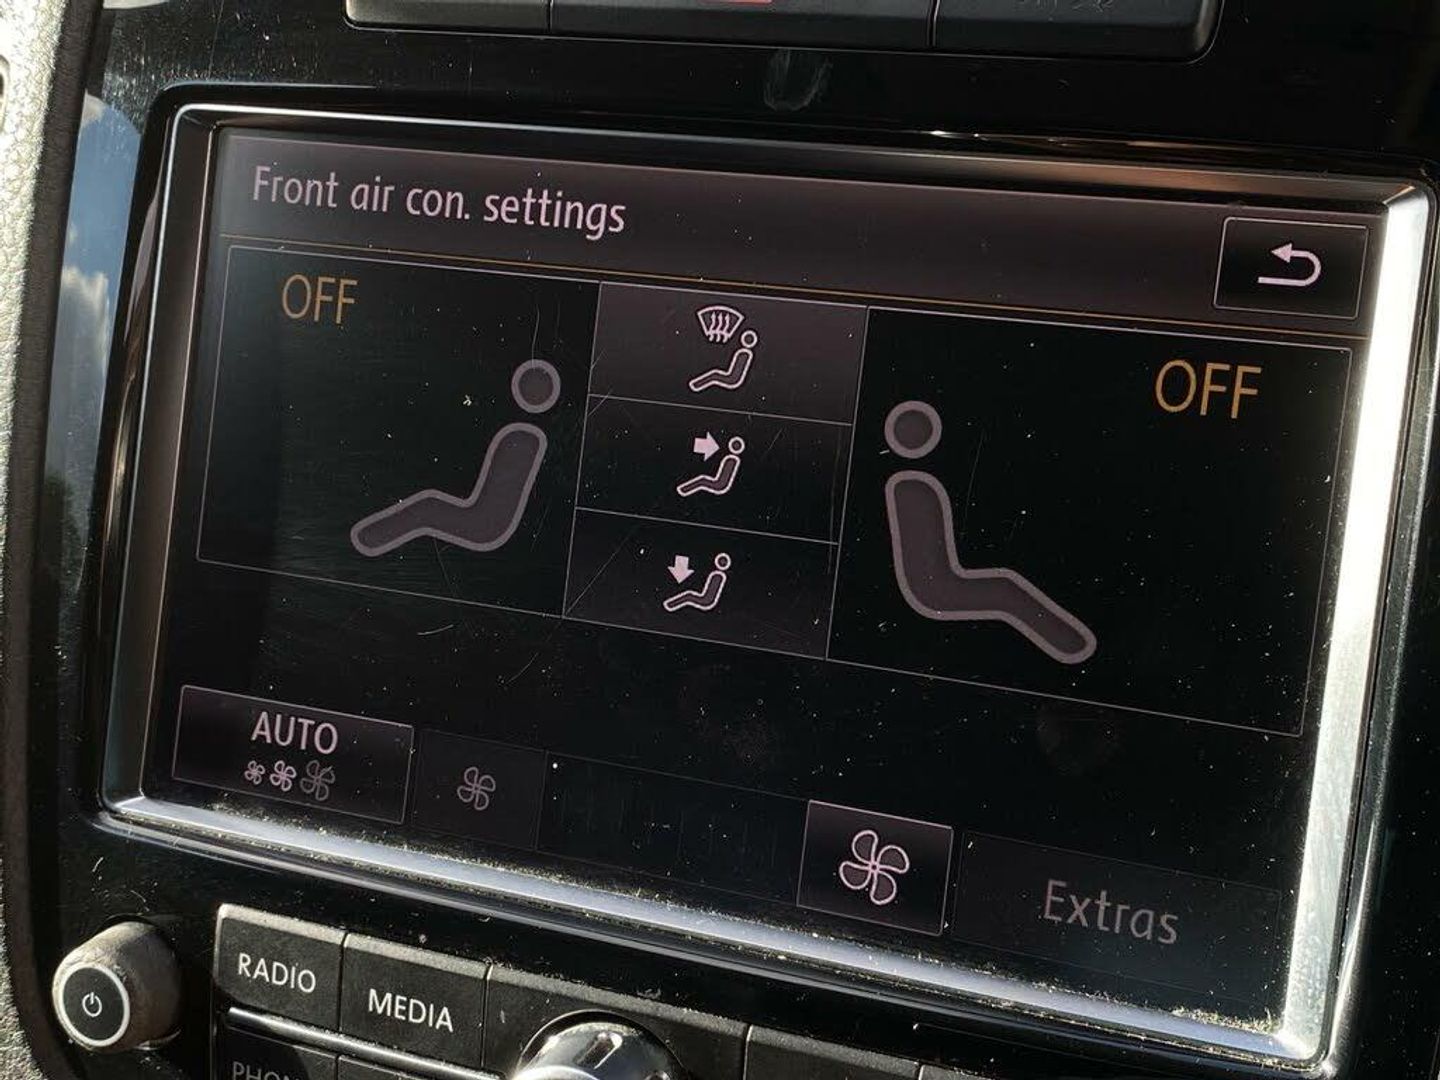 Front air con. settings
OFF
OFF
AUTO
Extras
RADIO
MEDIA